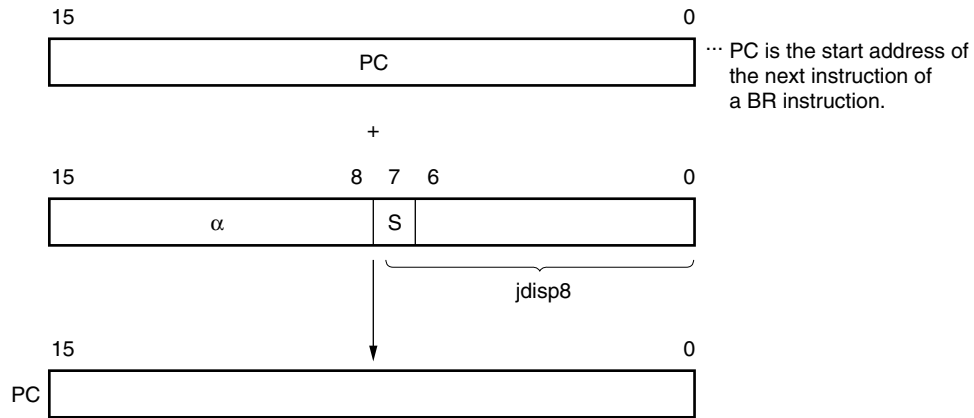 15 0
PC
··· PC is the start address of
the next instruction of
a BR instruction.
+
15 8 7 6 0
α S
jdisp8
15 0
PC